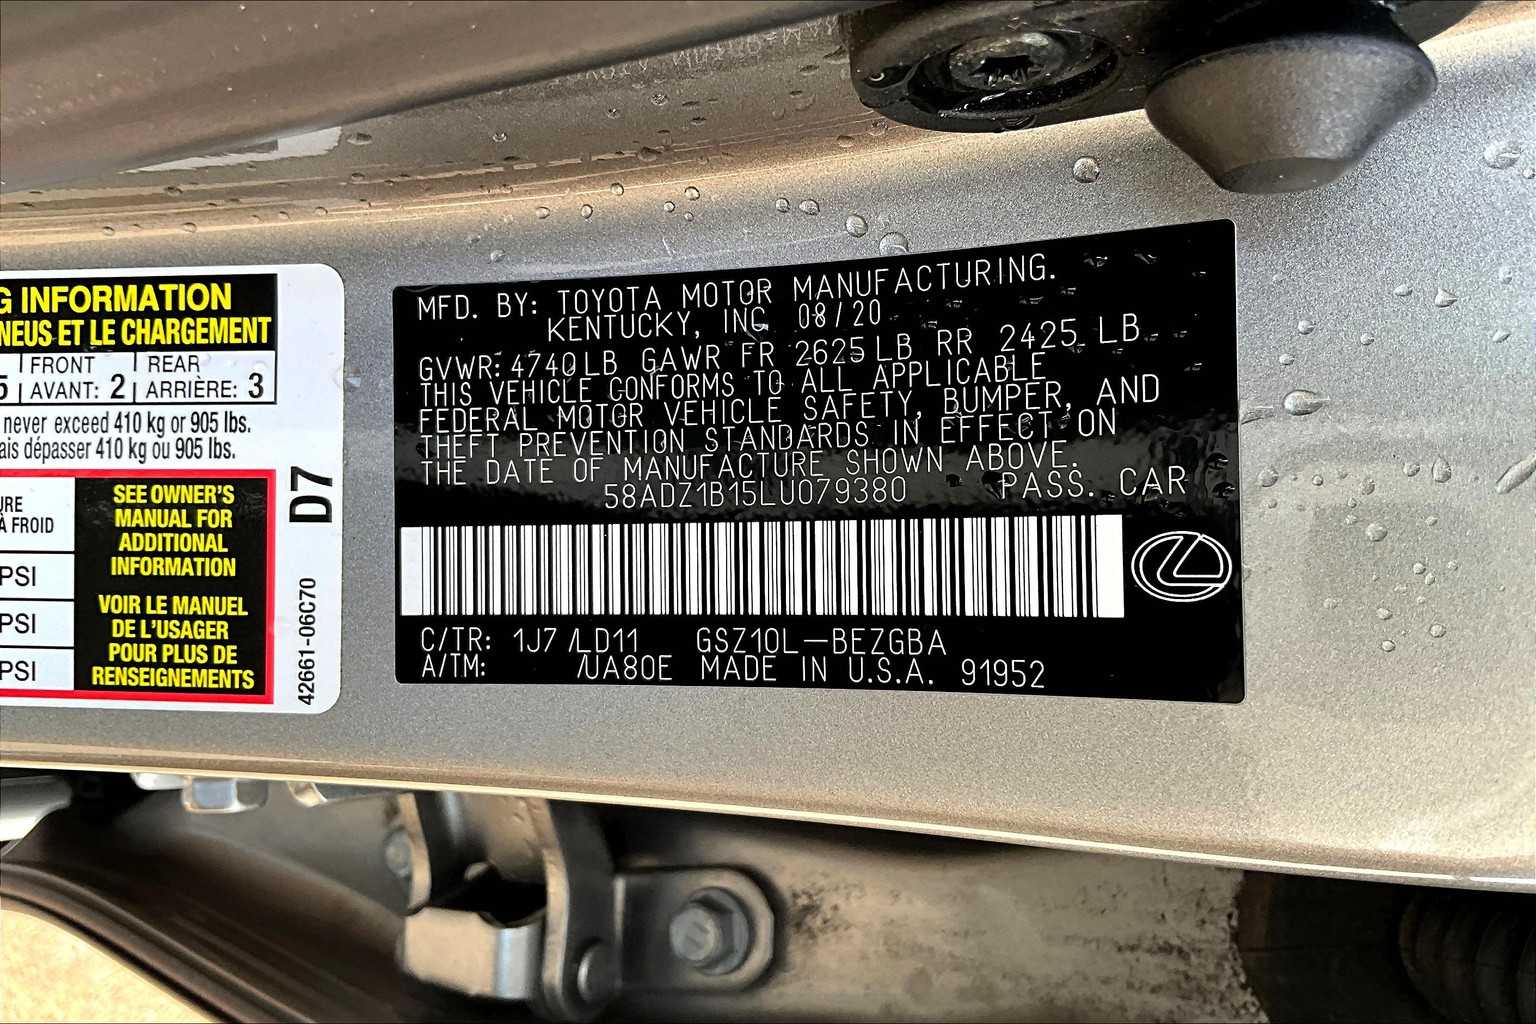 G INFORMATION
NEUS ET LE CHARGEMENT
5 FRONT REAR
AVANT: 2 ARRIÈRE: 3
never exceed 410 kg or 905 lbs.
ais dépasser 410 kg ou 905 lbs.
URE
À FROID
PSI
PSI
PSI
SEE OWNER'S
MANUAL FOR
ADDITIONAL
INFORMATION
VOIR LE MANUEL
DE L'USAGER
POUR PLUS DE
RENSEIGNEMENTS
D7
42661-06C70
MFD. BY: TOYOTA MOTOR MANUFACTURING.
KENTUCKY, INC 08/20
GVWR: 4740LB GAWR FR 2625LB RR 2425 LB
THIS VEHICLE CONFORMS TO ALL APPLICABLE
FEDERAL MOTOR VEHICLE SAFETY, BUMPER, AND
THEFT PREVENTION STANDARDS IN EFFECT ON
THE DATE OF MANUFACTURE SHOWN ABOVE.
58ADZ1B15LU079380 PASS. CAR
C/TR: 1J7 /LD11 GSZ10L-BEZGBA
A/TM: /UA80E MADE IN U.S.A. 91952